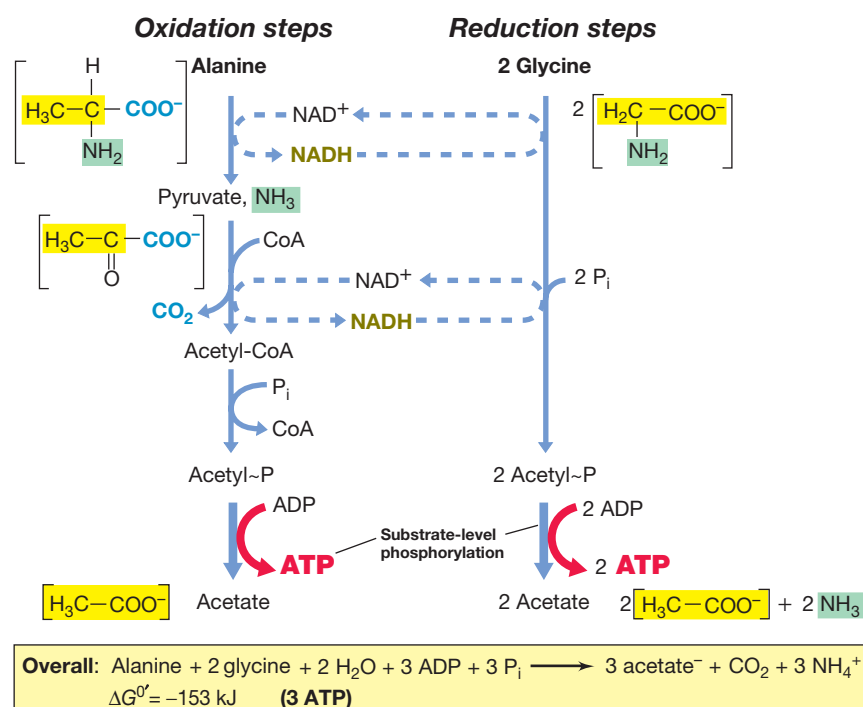 Oxidation steps Reduction steps
H Alanine 2 Glycine
H₃C—C—COO⁻ NAD⁺ 2 H₂C—COO⁻
NH₂ NADH NH₂
Pyruvate, NH₃
H₃C—C—COO⁻ CoA
O NAD⁺ 2 Pᵢ
CO₂ NADH
Acetyl-CoA
Pᵢ
CoA
Acetyl~P 2 Acetyl~P
ADP 2 ADP
Substrate-level
phosphorylation
ATP 2 ATP
[H₃C—COO⁻] Acetate 2 Acetate 2[H₃C—COO⁻] + 2 NH₃
Overall: Alanine + 2 glycine + 2 H₂O + 3 ADP + 3 Pᵢ ⟶ 3 acetate⁻ + CO₂ + 3 NH₄⁺
ΔG⁰′ = −153 kJ (3 ATP)